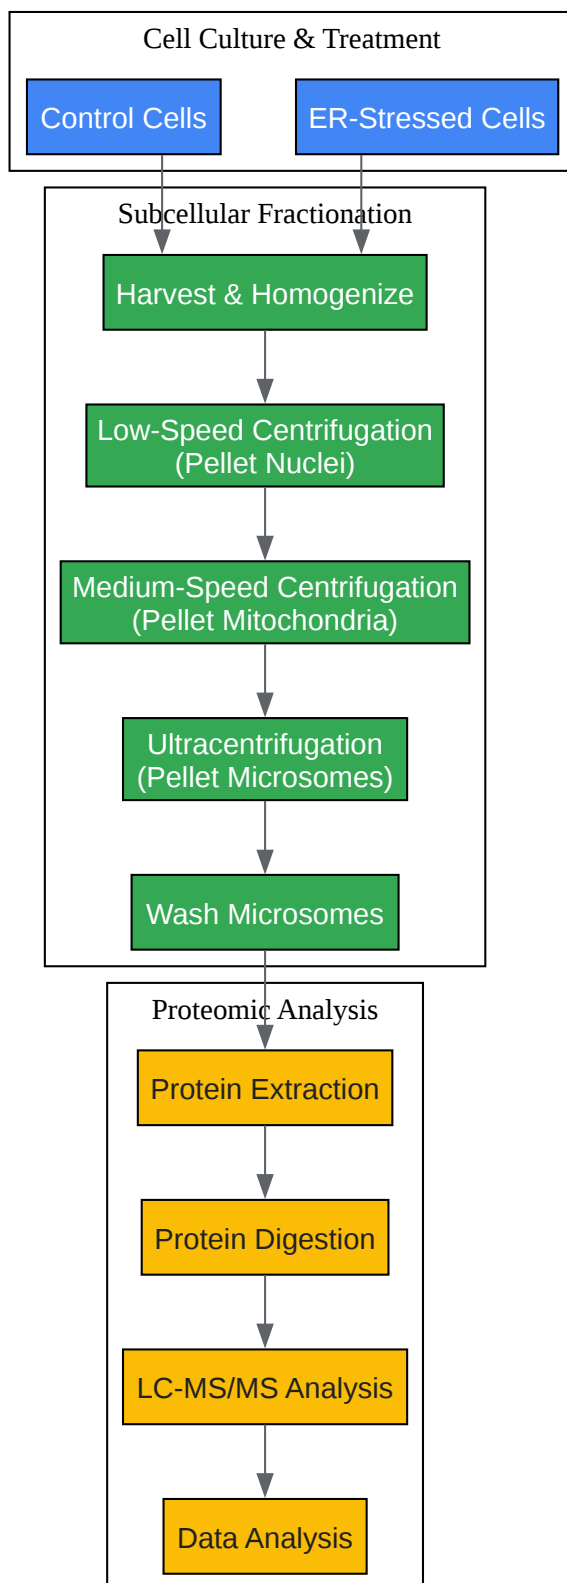 Cell Culture & Treatment
Control Cells
ER-Stressed Cells
Subcellular Fractionation
Harvest & Homogenize
Low-Speed Centrifugation
(Pellet Nuclei)
Medium-Speed Centrifugation
(Pellet Mitochondria)
Ultracentrifugation
(Pellet Microsomes)
Wash Microsomes
Proteomic Analysis
Protein Extraction
Protein Digestion
LC-MS/MS Analysis
Data Analysis